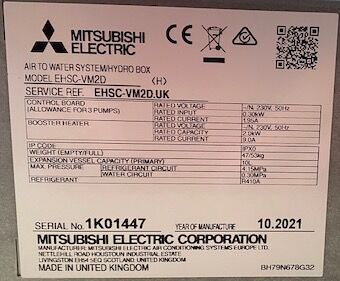 MITSUBISHI
ELECTRIC
CE
AIR TO WATER SYSTEM/HYDRO BOX
MODEL EHSC-VM2D (H)
SERVICE REF. EHSC-VM2D.UK
CONTROL BOARD RATED VOLTAGE ~/N, 230V, 50Hz
(ALLOWANCE FOR 3 PUMPS) RATED INPUT 0.30kW
RATED CURRENT 1.95A
BOOSTER HEATER RATED VOLTAGE ~/N, 230V, 50Hz
RATED CAPACITY 2.0kW
RATED CURRENT 9.0A
IP CODE IPX0
WEIGHT (EMPTY/FULL) 47/53kg
EXPANSION VESSEL CAPACITY (PRIMARY) 10L
MAX. PRESSURE REFRIGERANT CIRCUIT 4.15MPa
WATER CIRCUIT 0.30MPa
REFRIGERANT R410A
SERIAL No. 1K01447 YEAR OF MANUFACTURE 10.2021
MITSUBISHI ELECTRIC CORPORATION
MANUFACTURER: MITSUBISHI ELECTRIC AIR CONDITIONING SYSTEMS EUROPE LTD.
NETTLEHILL ROAD HOUSTOUN INDUSTRIAL ESTATE
LIVINGSTON EH54 5EQ SCOTLAND, UNITED KINGDOM
MADE IN UNITED KINGDOM BH79N678G32